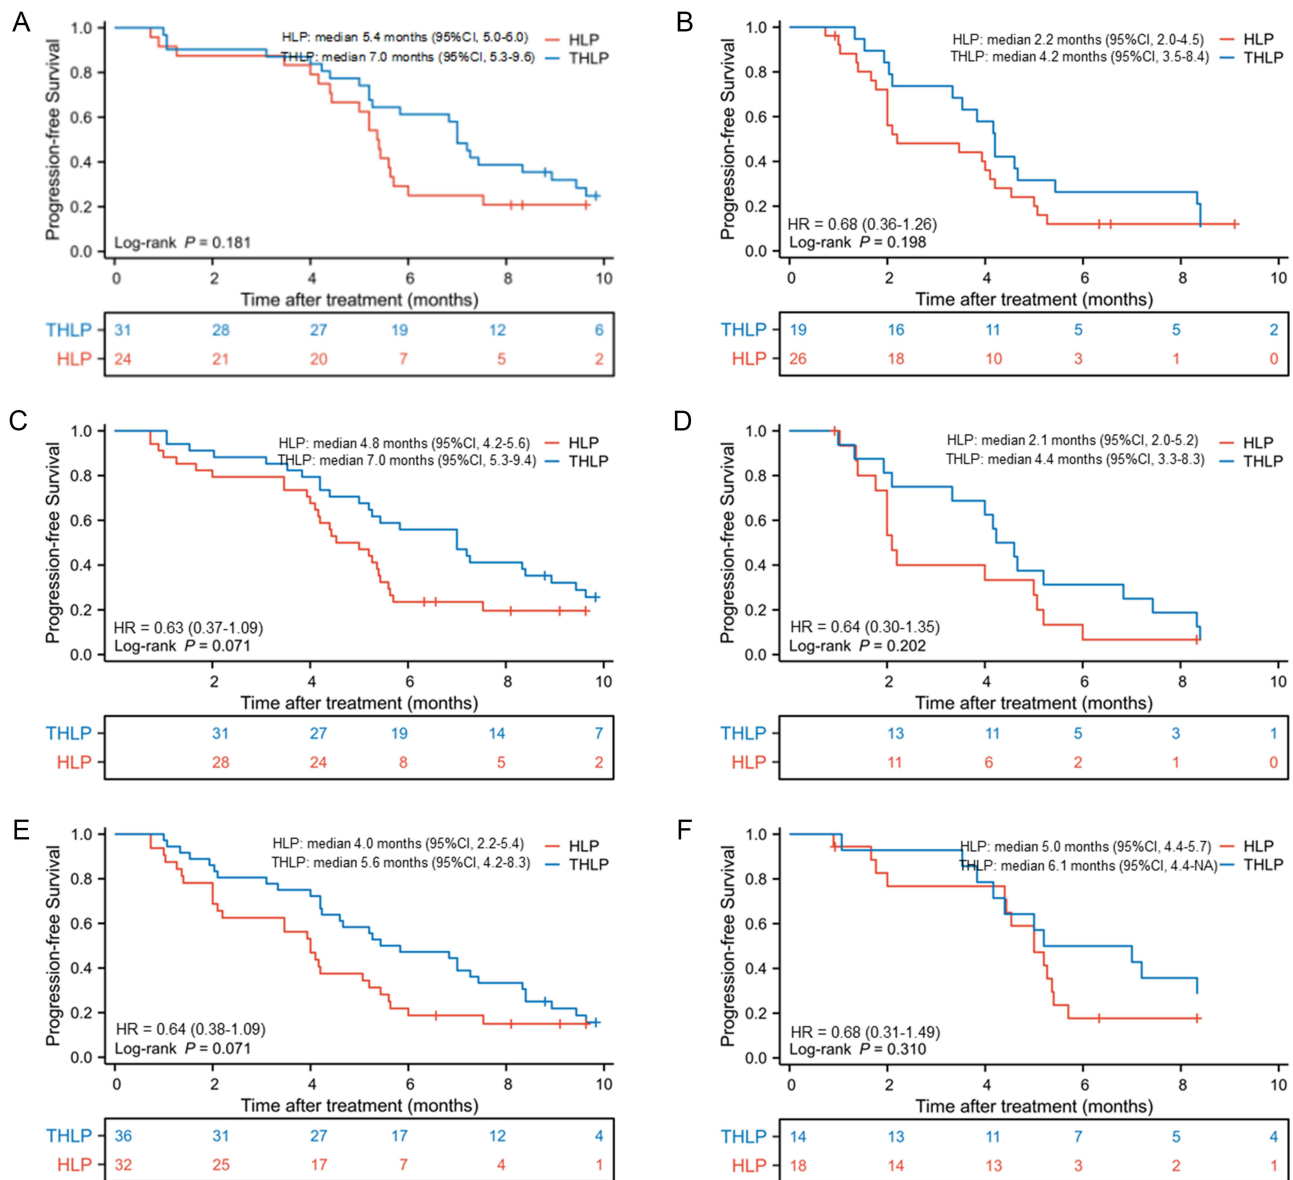 A
HLP: median 5.4 months (95%CI, 5.0-6.0)
THLP: median 7.0 months (95%CI, 5.3-9.6)
HLP
THLP
Progression-free Survival
1.0
0.8
0.6
0.4
0.2
0.0
Log-rank P = 0.181
0 2 4 6 8 10
Time after treatment (months)
THLP 31 28 27 19 12 6
HLP 24 21 20 7 5 2
B
HLP: median 2.2 months (95%CI, 2.0-4.5)
THLP: median 4.2 months (95%CI, 3.5-8.4)
HLP
THLP
Progression-free Survival
1.0
0.8
0.6
0.4
0.2
0.0
HR = 0.68 (0.36-1.26)
Log-rank P = 0.198
0 2 4 6 8 10
Time after treatment (months)
THLP 19 16 11 5 5 2
HLP 26 18 10 3 1 0
C
HLP: median 4.8 months (95%CI, 4.2-5.6)
THLP: median 7.0 months (95%CI, 5.3-9.4)
HLP
THLP
Progression-free Survival
1.0
0.8
0.6
0.4
0.2
0.0
HR = 0.63 (0.37-1.09)
Log-rank P = 0.071
2 4 6 8 10
Time after treatment (months)
THLP 31 27 19 14 7
HLP 28 24 8 5 2
D
HLP: median 2.1 months (95%CI, 2.0-5.2)
THLP: median 4.4 months (95%CI, 3.3-8.3)
HLP
THLP
Progression-free Survival
1.0
0.8
0.6
0.4
0.2
0.0
HR = 0.64 (0.30-1.35)
Log-rank P = 0.202
2 4 6 8 10
Time after treatment (months)
THLP 13 11 5 3 1
HLP 11 6 2 1 0
E
HLP: median 4.0 months (95%CI, 2.2-5.4)
THLP: median 5.6 months (95%CI, 4.2-8.3)
HLP
THLP
Progression-free Survival
1.0
0.8
0.6
0.4
0.2
0.0
HR = 0.64 (0.38-1.09)
Log-rank P = 0.071
0 2 4 6 8 10
Time after treatment (months)
THLP 36 31 27 17 12 4
HLP 32 25 17 7 4 1
F
HLP: median 5.0 months (95%CI, 4.4-5.7)
THLP: median 6.1 months (95%CI, 4.4-NA)
HLP
THLP
Progression-free Survival
1.0
0.8
0.6
0.4
0.2
0.0
HR = 0.68 (0.31-1.49)
Log-rank P = 0.310
0 2 4 6 8 10
Time after treatment (months)
THLP 14 13 11 7 5 4
HLP 18 14 13 3 2 1